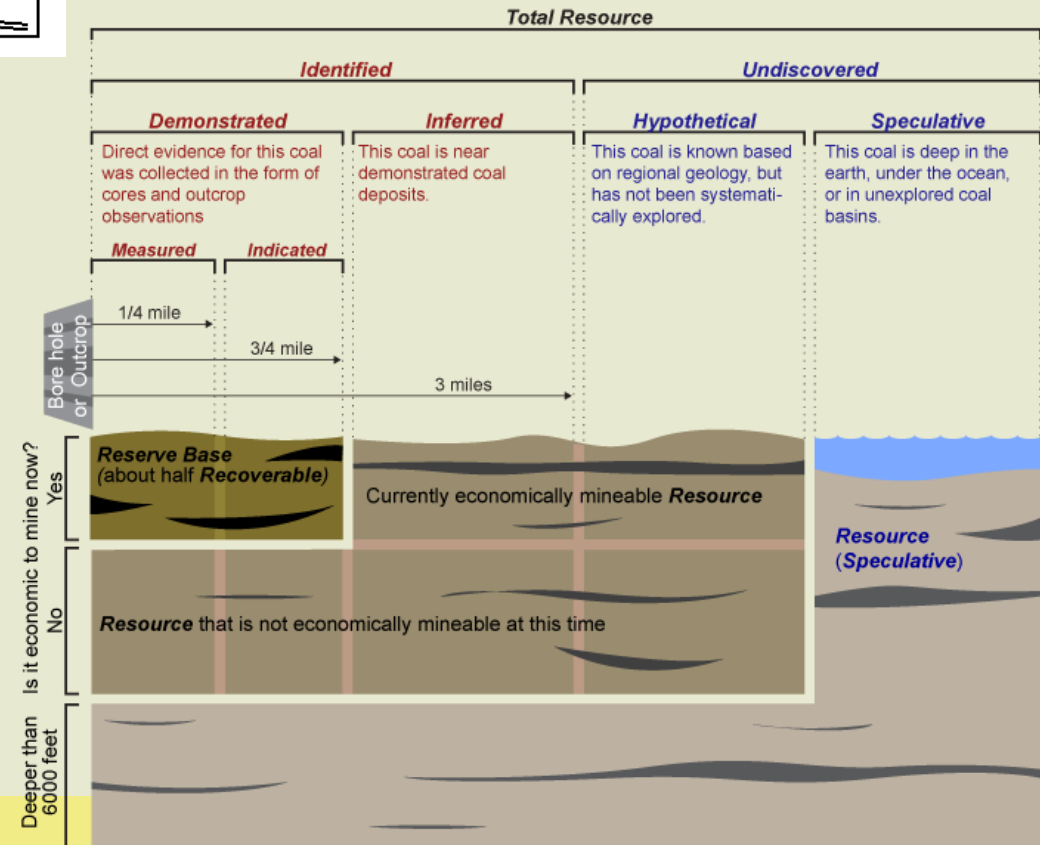 Total Resource
Identified
Undiscovered
Demonstrated
Inferred
Hypothetical
Speculative
Direct evidence for this coal
was collected in the form of
cores and outcrop
observations
This coal is near
demonstrated coal
deposits.
This coal is known based
on regional geology, but
has not been systemati-
cally explored.
This coal is deep in the
earth, under the ocean,
or in unexplored coal
basins.
Measured
Indicated
Bore hole
or Outcrop
1/4 mile
3/4 mile
3 miles
Is it economic to mine now?
Yes
No
Reserve Base
(about half Recoverable)
Currently economically mineable Resource
Resource
(Speculative)
Resource that is not economically mineable at this time
Deeper than
6000 feet